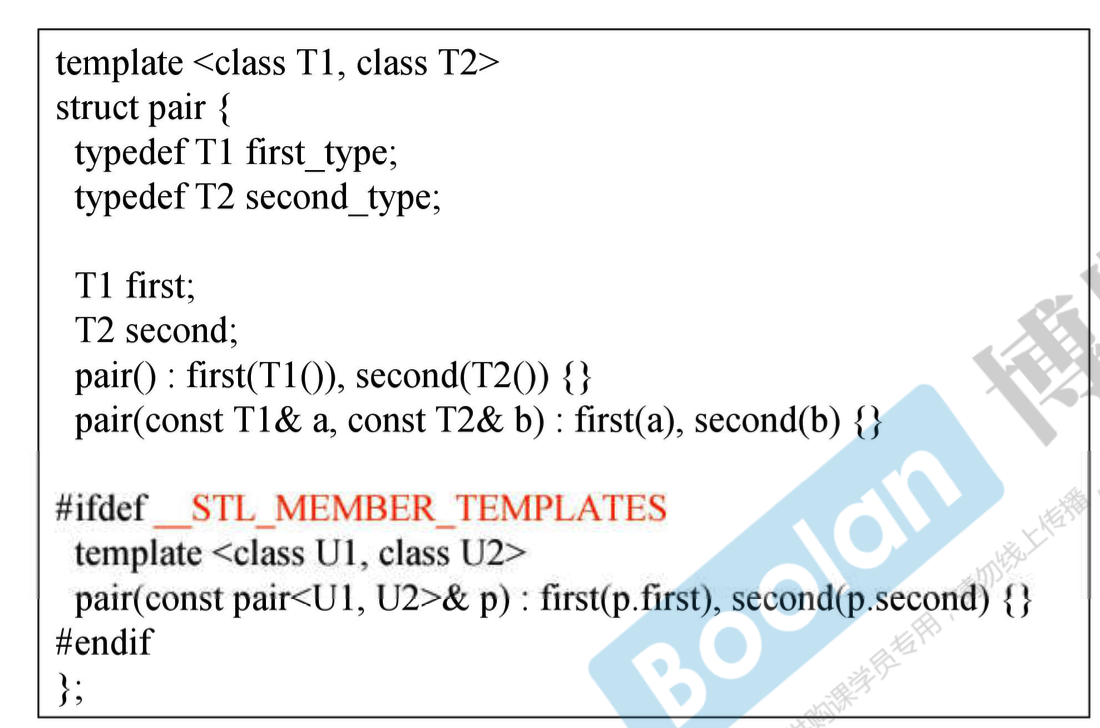 template <class T1, class T2>
struct pair {
typedef T1 first_type;
typedef T2 second_type;
T1 first;
T2 second;
pair() : first(T1()), second(T2()) {}
pair(const T1& a, const T2& b) : first(a), second(b) {}
#ifdef __STL_MEMBER_TEMPLATES
template <class U1, class U2>
pair(const pair<U1, U2>& p) : first(p.first), second(p.second) {}
#endif
};
Boolan
博
购课学员专用
请勿线上传播